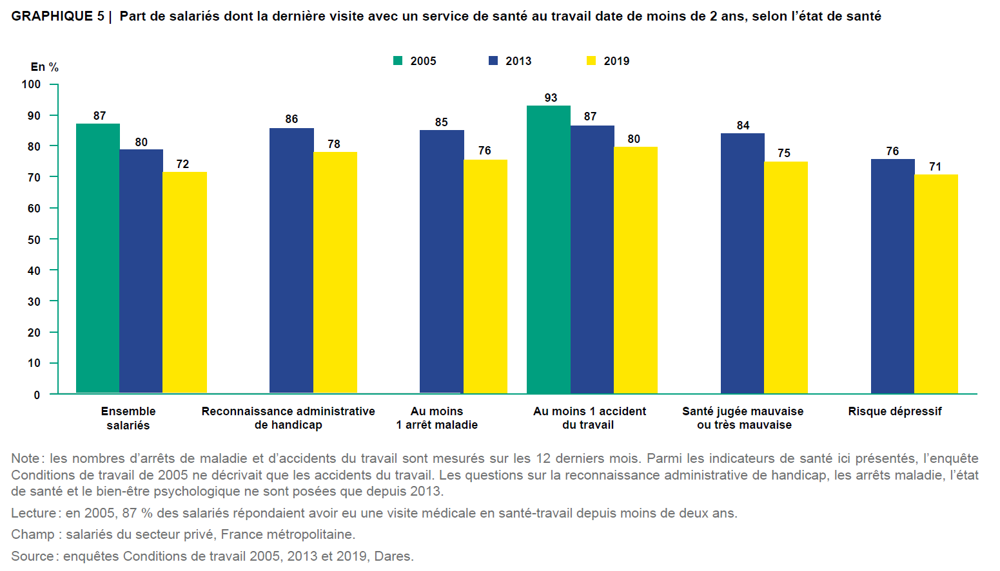 GRAPHIQUE 5 | Part de salariés dont la dernière visite avec un service de santé au travail date de moins de 2 ans, selon l’état de santé
2005 2013 2019
En %
100
90
80
70
60
50
40
30
20
10
0
87 80 72
86 78
85 76
93 87 80
84 75
76 71
Ensemble
salariés
Reconnaissance administrative
de handicap
Au moins
1 arrêt maladie
Au moins 1 accident
du travail
Santé jugée mauvaise
ou très mauvaise
Risque dépressif
Note : les nombres d’arrêts de maladie et d’accidents du travail sont mesurés sur les 12 derniers mois. Parmi les indicateurs de santé ici présentés, l’enquête
Conditions de travail de 2005 ne décrivait que les accidents du travail. Les questions sur la reconnaissance administrative de handicap, les arrêts maladie, l’état
de santé et le bien-être psychologique ne sont posées que depuis 2013.
Lecture : en 2005, 87 % des salariés répondaient avoir eu une visite médicale en santé-travail depuis moins de deux ans.
Champ : salariés du secteur privé, France métropolitaine.
Source : enquêtes Conditions de travail 2005, 2013 et 2019, Dares.